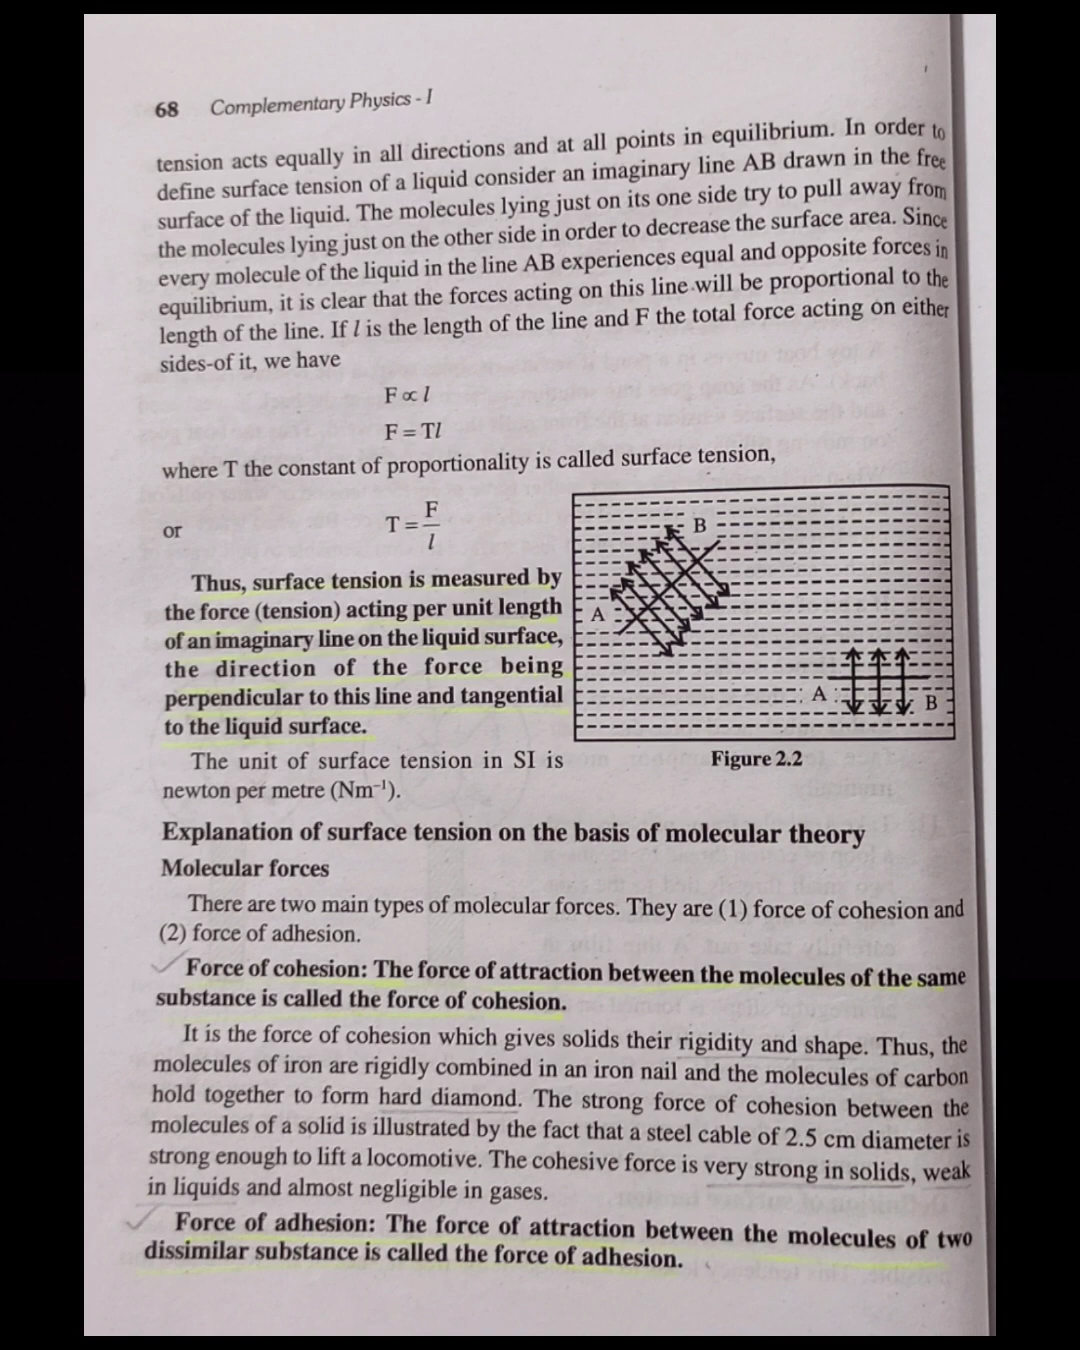 68 Complementary Physics - I
tension acts equally in all directions and at all points in equilibrium. In order to
define surface tension of a liquid consider an imaginary line AB drawn in the free
surface of the liquid. The molecules lying just on its one side try to pull away from
the molecules lying just on the other side in order to decrease the surface area. Since
every molecule of the liquid in the line AB experiences equal and opposite forces in
equilibrium, it is clear that the forces acting on this line will be proportional to the
length of the line. If l is the length of the line and F the total force acting on either
sides-of it, we have
F ∝ l
F = Tl
where T the constant of proportionality is called surface tension,
or T = F/l
Thus, surface tension is measured by
the force (tension) acting per unit length
of an imaginary line on the liquid surface,
the direction of the force being
perpendicular to this line and tangential
to the liquid surface.
The unit of surface tension in SI is
newton per metre (Nm⁻¹).
B
A
A
B
Figure 2.2
Explanation of surface tension on the basis of molecular theory
Molecular forces
There are two main types of molecular forces. They are (1) force of cohesion and
(2) force of adhesion.
Force of cohesion: The force of attraction between the molecules of the same
substance is called the force of cohesion.
It is the force of cohesion which gives solids their rigidity and shape. Thus, the
molecules of iron are rigidly combined in an iron nail and the molecules of carbon
hold together to form hard diamond. The strong force of cohesion between the
molecules of a solid is illustrated by the fact that a steel cable of 2.5 cm diameter is
strong enough to lift a locomotive. The cohesive force is very strong in solids, weak
in liquids and almost negligible in gases.
Force of adhesion: The force of attraction between the molecules of two
dissimilar substance is called the force of adhesion.